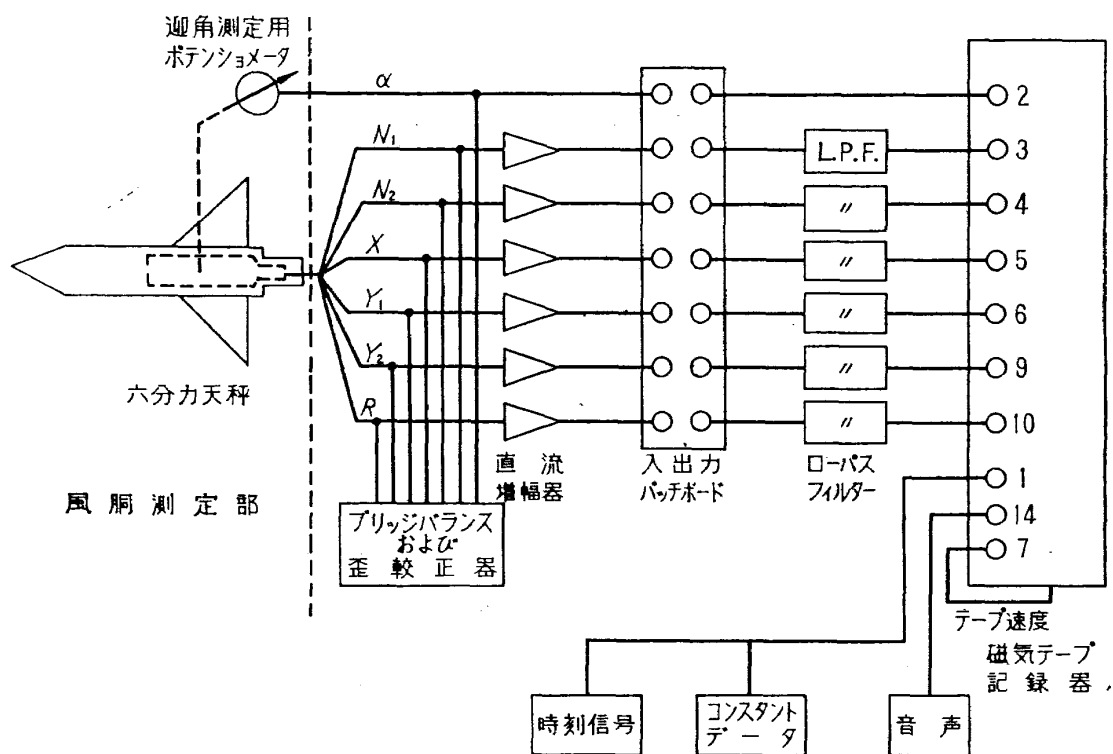 迎角測定用
ポテンショメータ
α
2
N₁
L.P.F.
3
N₂
〃
4
X
〃
5
Y₁
〃
6
Y₂
〃
9
六分力天秤
R
〃
10
直流
増幅器
入出力
パッチボード
ローパス
フィルター
1
風胴測定部
14
ブリッジバランス
および
歪較正器
7
テープ速度
磁気テープ
記録器
時刻信号
コンスタント
データ
音声